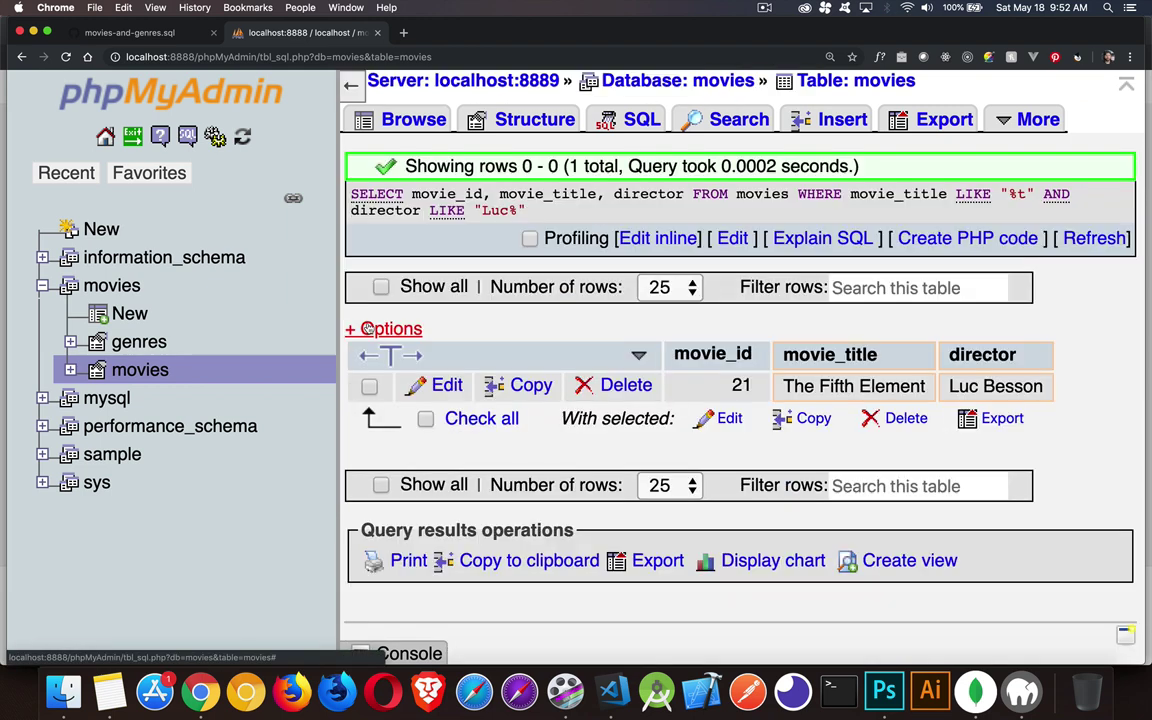 Chrome File Edit View History Bookmarks People Window Help 100% Sat May 18 9:52 AM
movies-and-genres.sql localhost:8888 / localhost / mo
localhost:8888/phpMyAdmin/tbl_sql.php?db=movies&table=movies
phpMyAdmin
Recent Favorites
New
information_schema
movies
New
genres
movies
mysql
performance_schema
sample
sys
localhost:8888/phpMyAdmin/tbl_sql.php?db=movies&table=movies#
Server: localhost:8889 » Database: movies » Table: movies
Browse Structure SQL Search Insert Export More
Showing rows 0 - 0 (1 total, Query took 0.0002 seconds.)
SELECT movie_id, movie_title, director FROM movies WHERE movie_title LIKE "%t" AND
director LIKE "Luc%"
Profiling [Edit inline] [ Edit ] [ Explain SQL ] [ Create PHP code ] [ Refresh]
Show all | Number of rows: 25 Filter rows: Search this table
+ Options
movie_id movie_title director
Edit Copy Delete 21 The Fifth Element Luc Besson
Check all With selected: Edit Copy Delete Export
Show all | Number of rows: 25 Filter rows: Search this table
Query results operations
Print Copy to clipboard Export Display chart Create view
Console